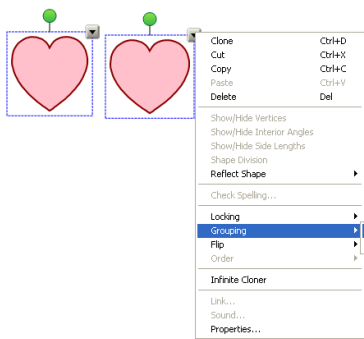 Clone Ctrl+D
Cut Ctrl+X
Copy Ctrl+C
Paste Ctrl+V
Delete Del
Show/Hide Vertices
Show/Hide Interior Angles
Show/Hide Side Lengths
Shape Division
Reflect Shape
Check Spelling...
Locking
Grouping
Flip
Order
Infinite Cloner
Link...
Sound...
Properties...